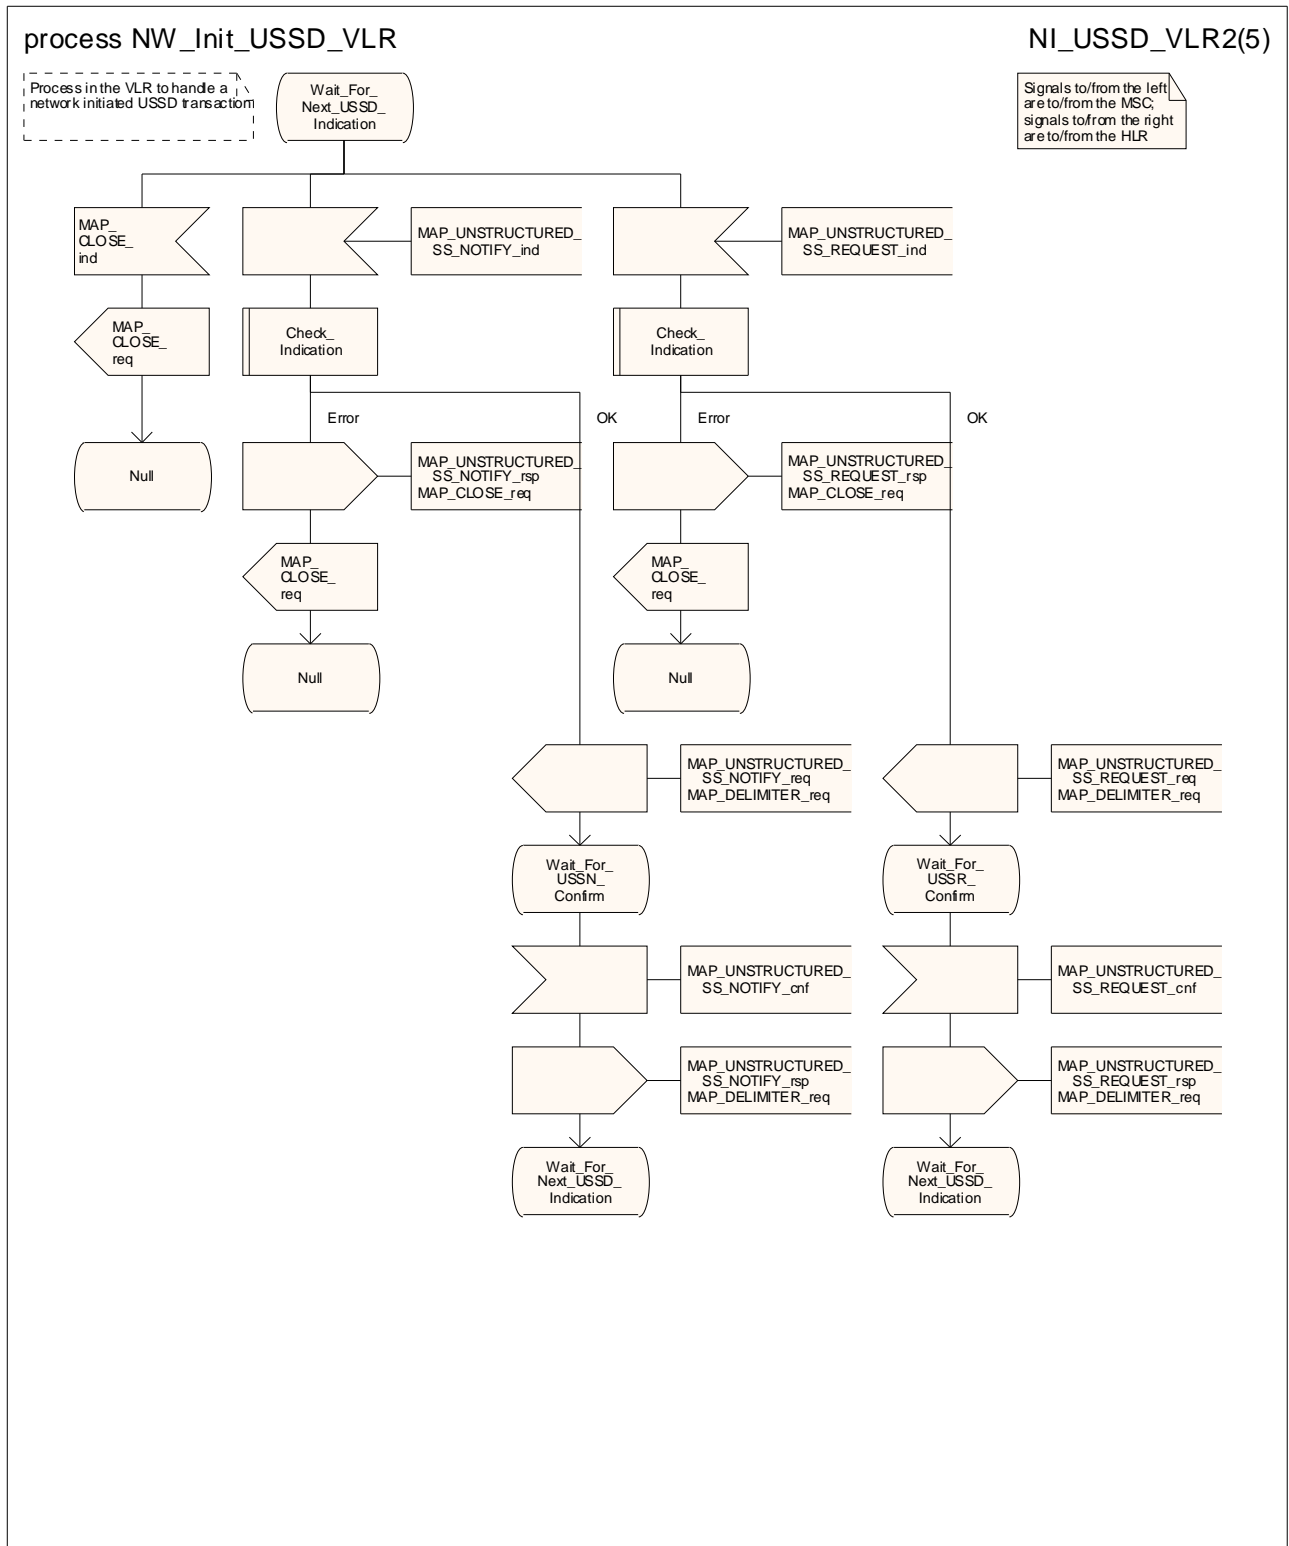 process NW_Init_USSD_VLR
NI_USSD_VLR2(5)
Process in the VLR to handle a
network initiated USSD transaction
Wait_For_
Next_USSD_
Indication
Signals to/from the left
are to/from the MSC;
signals to/from the right
are to/from the HLR
MAP_
CLOSE_
ind
MAP_UNSTRUCTURED_
SS_NOTIFY_ind
MAP_UNSTRUCTURED_
SS_REQUEST_ind
MAP_
CLOSE_
req
Check_
Indication
Check_
Indication
Error
OK
Error
OK
Null
MAP_UNSTRUCTURED_
SS_NOTIFY_rsp
MAP_CLOSE_req
MAP_UNSTRUCTURED_
SS_REQUEST_rsp
MAP_CLOSE_req
MAP_
CLOSE_
req
MAP_
CLOSE_
req
Null
Null
MAP_UNSTRUCTURED_
SS_NOTIFY_req
MAP_DELIMITER_req
MAP_UNSTRUCTURED_
SS_REQUEST_req
MAP_DELIMITER_req
Wait_For_
USSN_
Confirm
Wait_For_
USSR_
Confirm
MAP_UNSTRUCTURED_
SS_NOTIFY_cnf
MAP_UNSTRUCTURED_
SS_REQUEST_cnf
MAP_UNSTRUCTURED_
SS_NOTIFY_rsp
MAP_DELIMITER_req
MAP_UNSTRUCTURED_
SS_REQUEST_rsp
MAP_DELIMITER_req
Wait_For_
Next_USSD_
Indication
Wait_For_
Next_USSD_
Indication